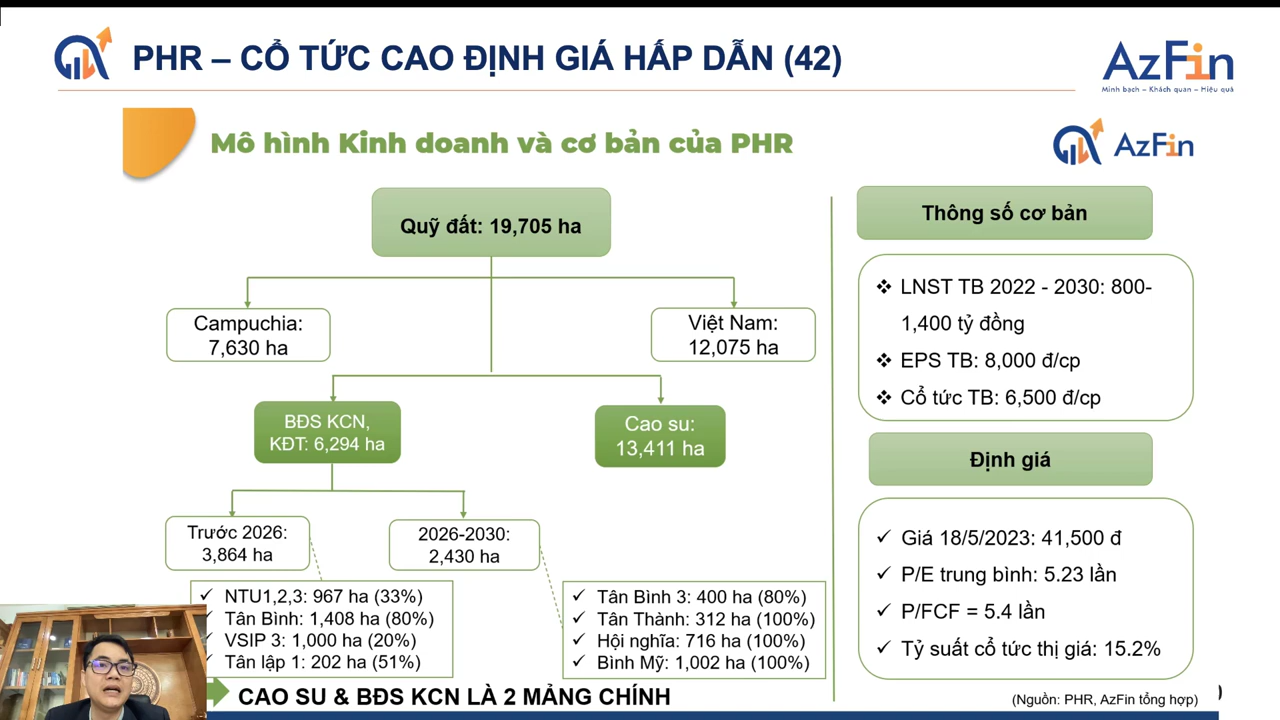 PHR – CỔ TỨC CAO ĐỊNH GIÁ HẤP DẪN (42)
AzFin
Minh bạch – Khách quan – Hiệu quả
Mô hình Kinh doanh và cơ bản của PHR
AzFin
Quỹ đất: 19,705 ha
Campuchia:
7,630 ha
Việt Nam:
12,075 ha
BĐS KCN,
KĐT: 6,294 ha
Cao su:
13,411 ha
Trước 2026:
3,864 ha
2026-2030:
2,430 ha
NTU1,2,3: 967 ha (33%)
Tân Bình: 1,408 ha (80%)
VSIP 3: 1,000 ha (20%)
Tân lập 1: 202 ha (51%)
Tân Bình 3: 400 ha (80%)
Tân Thành: 312 ha (100%)
Hội nghĩa: 716 ha (100%)
Bình Mỹ: 1,002 ha (100%)
CAO SU & BĐS KCN LÀ 2 MẢNG CHÍNH
Thông số cơ bản
LNST TB 2022 - 2030: 800-
1,400 tỷ đồng
EPS TB: 8,000 đ/cp
Cổ tức TB: 6,500 đ/cp
Định giá
Giá 18/5/2023: 41,500 đ
P/E trung bình: 5.23 lần
P/FCF = 5.4 lần
Tỷ suất cổ tức thị giá: 15.2%
(Nguồn: PHR, AzFin tổng hợp)